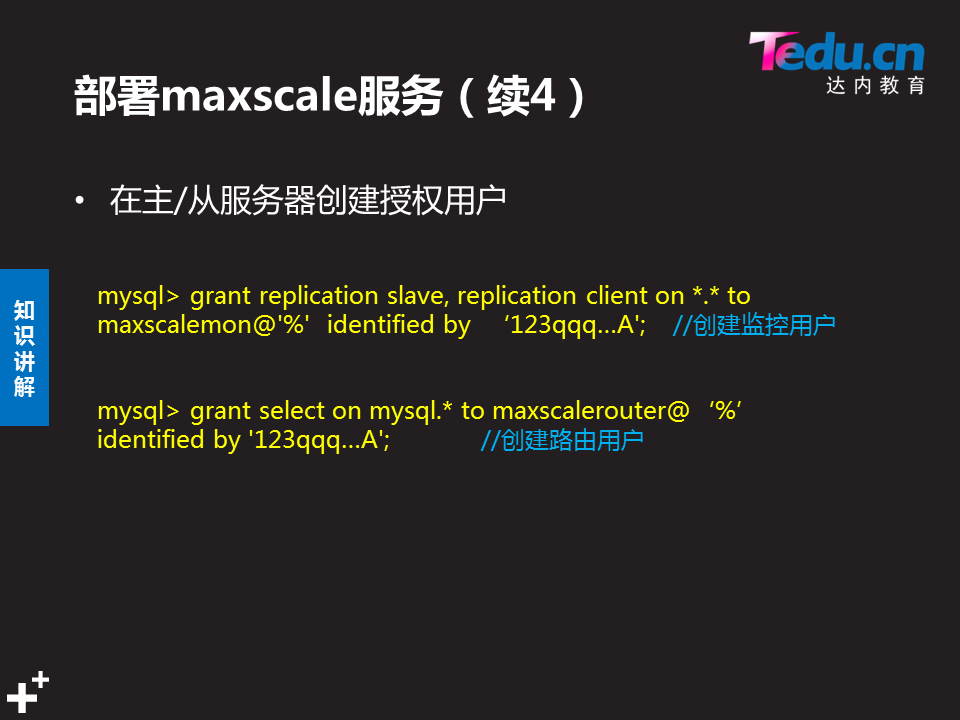 Tedu.cn
达内教育
部署maxscale服务（续4）
• 在主/从服务器创建授权用户
知识讲解
mysql> grant replication slave, replication client on *.* to
maxscalemon@'%' identified by ‘123qqq…A'; //创建监控用户
mysql> grant select on mysql.* to maxscalerouter@‘%’
identified by '123qqq…A'; //创建路由用户